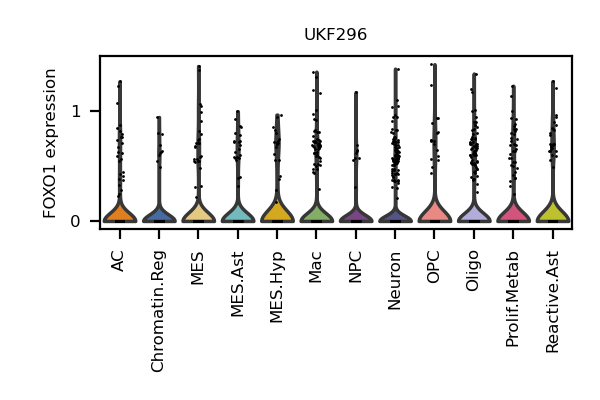 UKF296
FOXO1 expression
1
0
AC
Chromatin.Reg
MES
MES.Ast
MES.Hyp
Mac
NPC
Neuron
OPC
Oligo
Prolif.Metab
Reactive.Ast